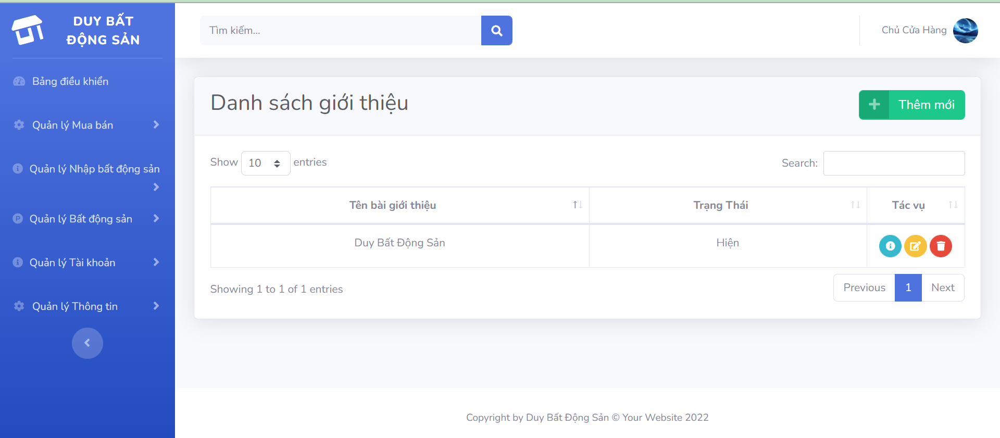 DUY BẤT
ĐỘNG SẢN
Bảng điều khiển
Quản lý Mua bán
Quản lý Nhập bất động sản
Quản lý Bất động sản
Quản lý Tài khoản
Quản lý Thông tin
Tìm kiếm...
Chủ Cửa Hàng
Danh sách giới thiệu
Thêm mới
Show 10 entries
Search:
Tên bài giới thiệu Trạng Thái Tác vụ
Duy Bất Động Sản Hiện
Showing 1 to 1 of 1 entries
Previous 1 Next
Copyright by Duy Bất Động Sản © Your Website 2022